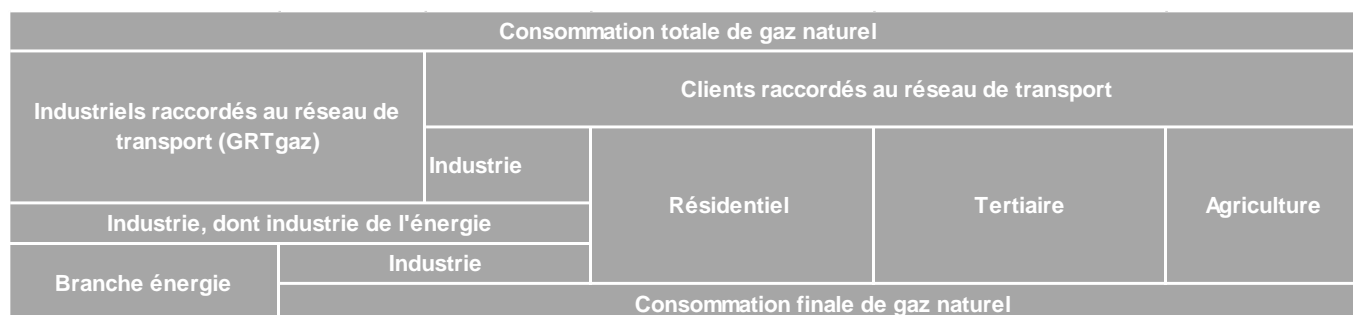 Consommation totale de gaz naturel
Industriels raccordés au réseau de
transport (GRTgaz)
Clients raccordés au réseau de transport
Industrie
Résidentiel
Tertiaire
Agriculture
Industrie, dont industrie de l'énergie
Branche énergie
Industrie
Consommation finale de gaz naturel